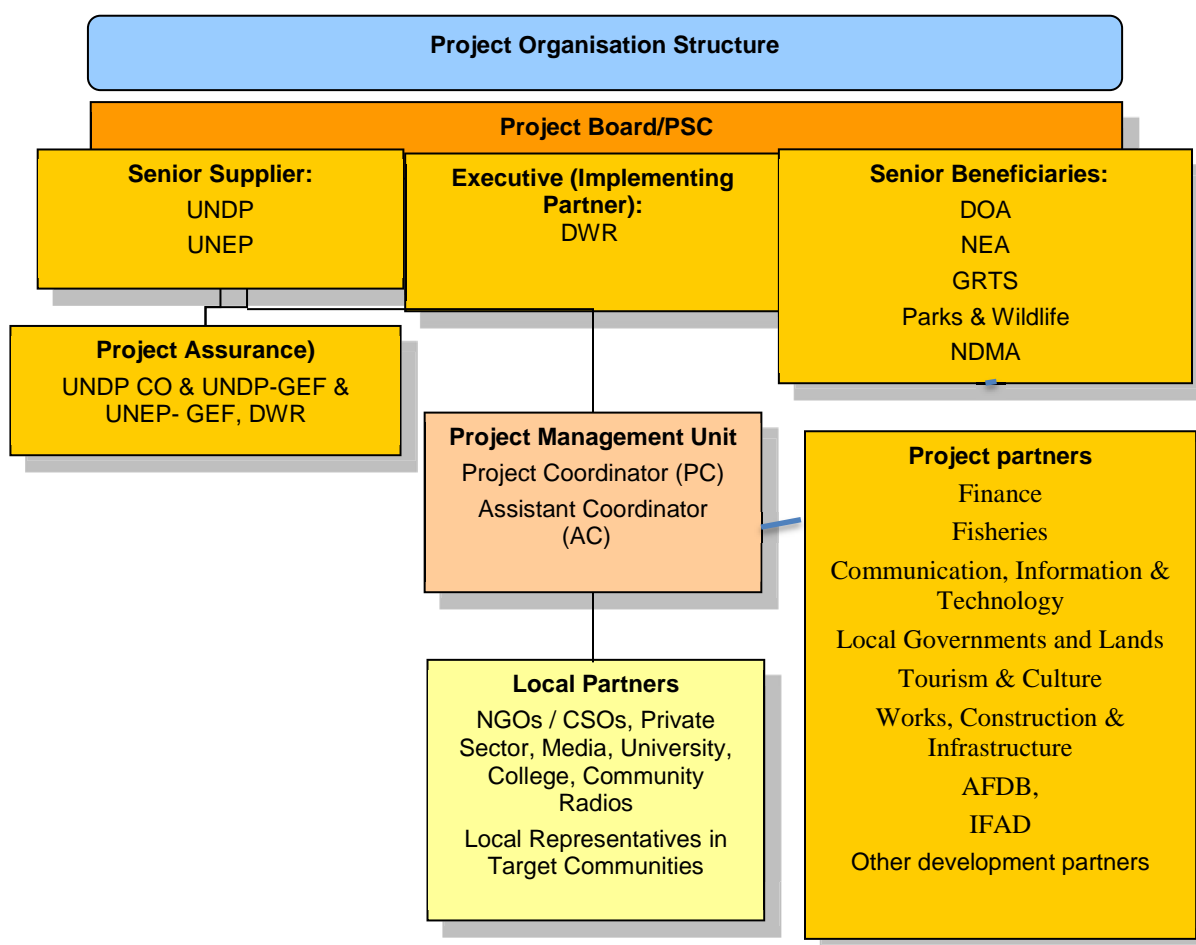 Project Organisation Structure
Project Board/PSC
Senior Supplier:
UNDP
UNEP
Executive (Implementing
Partner):
DWR
Senior Beneficiaries:
DOA
NEA
GRTS
Parks & Wildlife
NDMA
Project Assurance)
UNDP CO & UNDP-GEF &
UNEP- GEF, DWR
Project Management Unit
Project Coordinator (PC)
Assistant Coordinator
(AC)
Project partners
Finance
Fisheries
Communication, Information &
Technology
Local Governments and Lands
Tourism & Culture
Works, Construction &
Infrastructure
AFDB,
IFAD
Other development partners
Local Partners
NGOs / CSOs, Private
Sector, Media, University,
College, Community
Radios
Local Representatives in
Target Communities